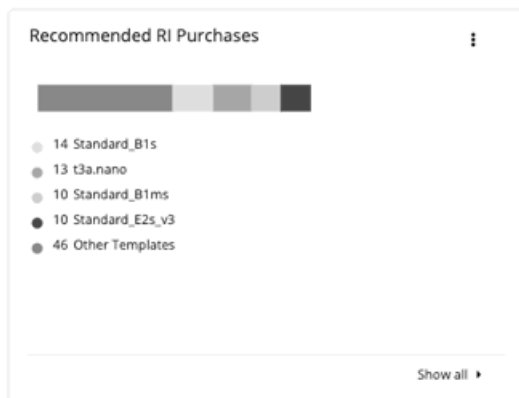 Recommended RI Purchases
14 Standard_B1s
13 t3a.nano
10 Standard_B1ms
10 Standard_E2s_v3
46 Other Templates
Show all